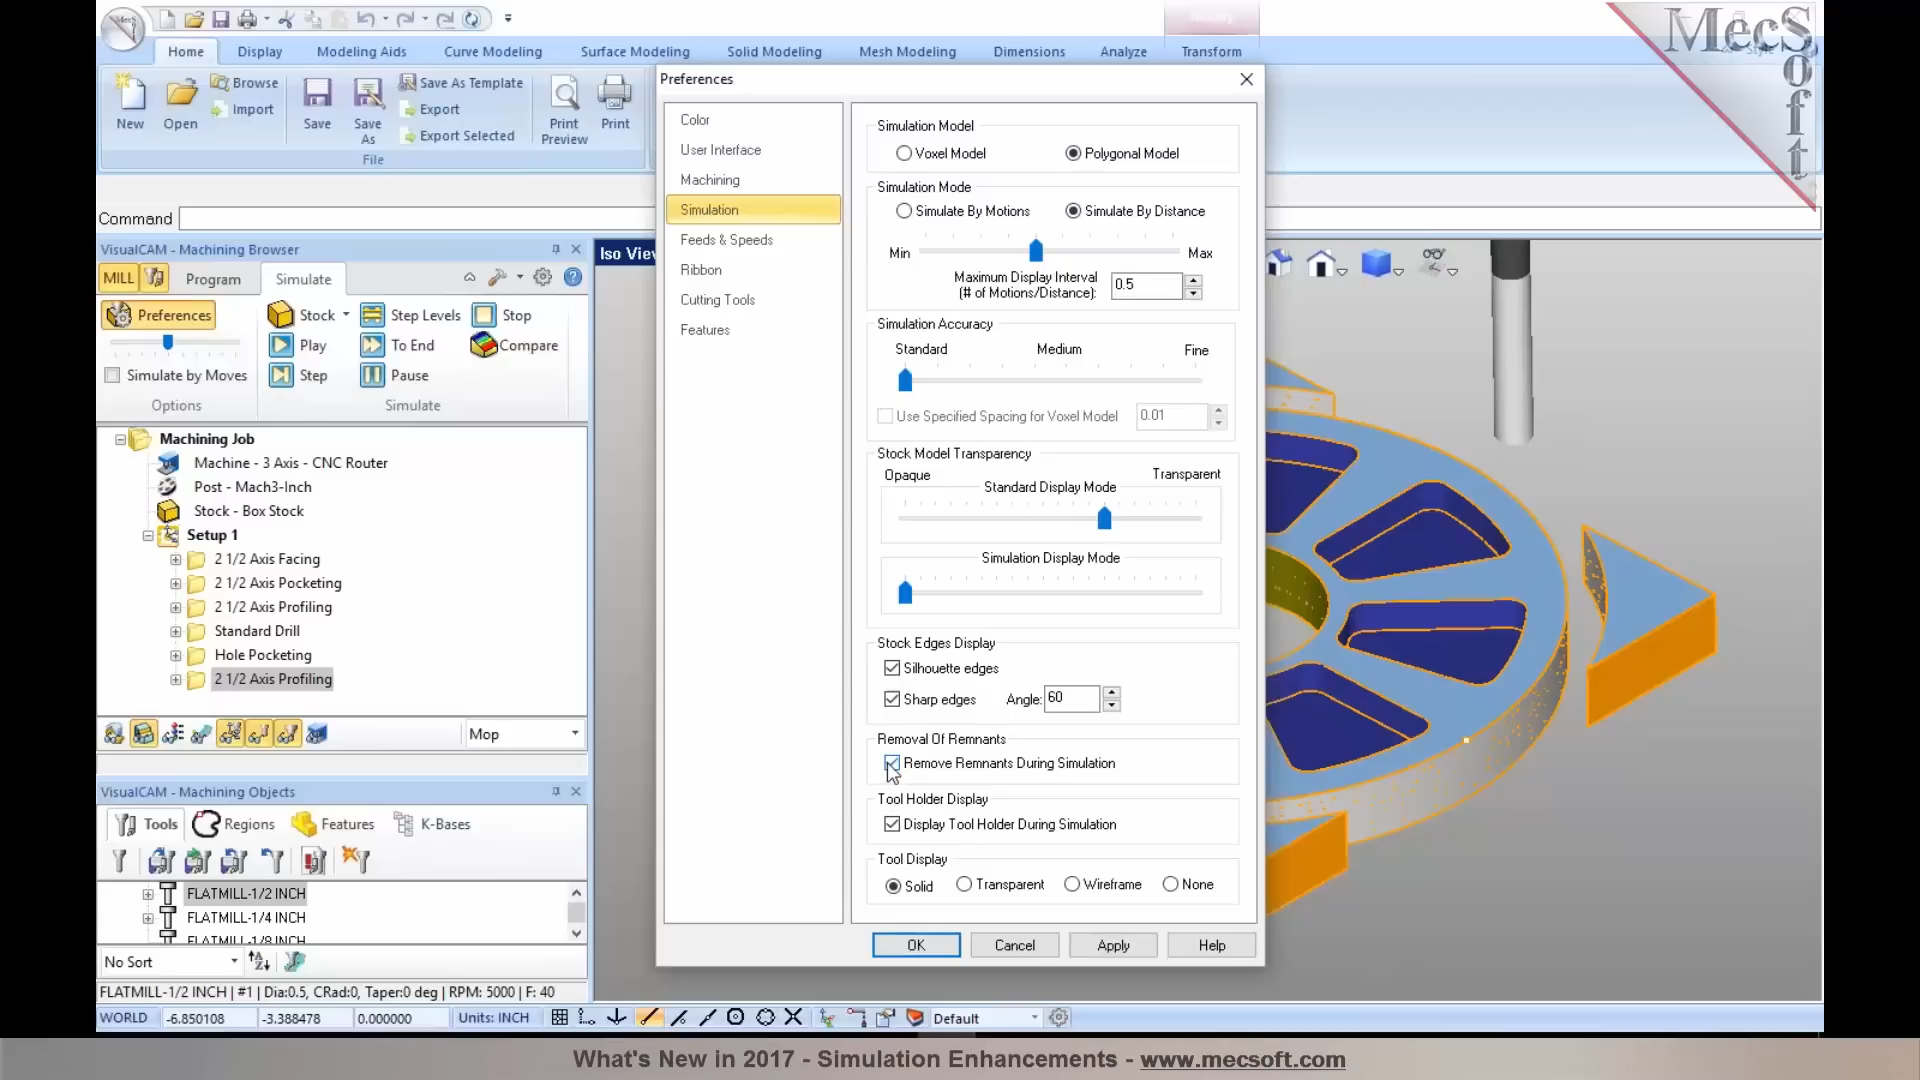 MecSoft
Home Display Modeling Aids Curve Modeling Surface Modeling Solid Modeling Mesh Modeling Dimensions Analyze Transform
New Open Browse Import Save Save As Save As Template Export Export Selected Print Preview Print
File
Command
VisualCAM - Machining Browser
MILL Program Simulate
Preferences Stock Step Levels Stop
Play To End Compare
Simulate by Moves Step Pause
Options Simulate
Machining Job
Machine - 3 Axis - CNC Router
Post - Mach3-Inch
Stock - Box Stock
Setup 1
2 1/2 Axis Facing
2 1/2 Axis Pocketing
2 1/2 Axis Profiling
Standard Drill
Hole Pocketing
2 1/2 Axis Profiling
Mop
VisualCAM - Machining Objects
Tools Regions Features K-Bases
FLATMILL-1/2 INCH
FLATMILL-1/4 INCH
FLATMILL-1/8 INCH
No Sort
FLATMILL-1/2 INCH | #1 | Dia:0.5, CRad:0, Taper:0 deg | RPM: 5000 | F: 40
WORLD -6.850108 -3.388478 0.000000 Units: INCH Default
Iso View
Preferences
Color
User Interface
Machining
Simulation
Feeds & Speeds
Ribbon
Cutting Tools
Features
Simulation Model
Voxel Model Polygonal Model
Simulation Mode
Simulate By Motions Simulate By Distance
Min Max
Maximum Display Interval
(# of Motions/Distance): 0.5
Simulation Accuracy
Standard Medium Fine
Use Specified Spacing for Voxel Model 0.01
Stock Model Transparency
Opaque Transparent
Standard Display Mode
Simulation Display Mode
Stock Edges Display
Silhouette edges
Sharp edges Angle: 60
Removal Of Remnants
Remove Remnants During Simulation
Tool Holder Display
Display Tool Holder During Simulation
Tool Display
Solid Transparent Wireframe None
OK Cancel Apply Help
What's New in 2017 - Simulation Enhancements - www.mecsoft.com